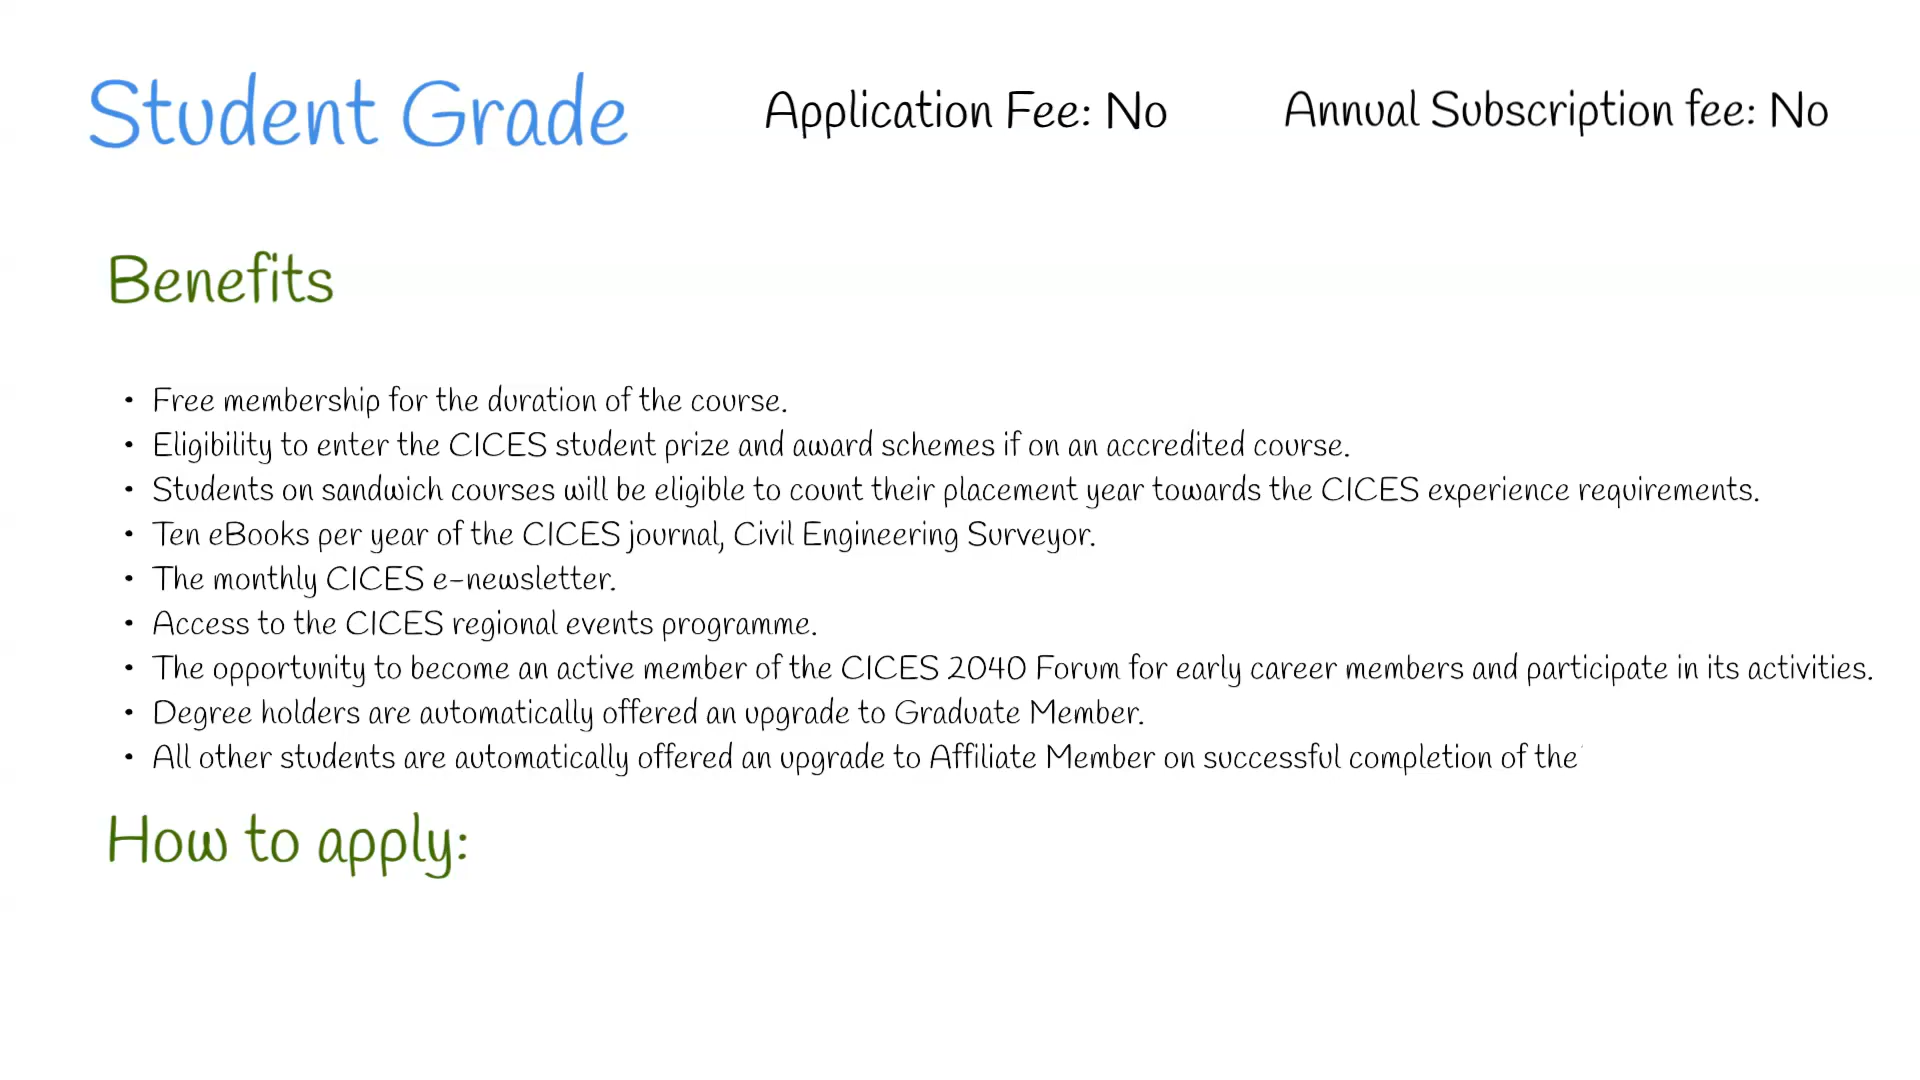 Student Grade
Application Fee: No
Annual Subscription fee: No
Benefits
• Free membership for the duration of the course.
• Eligibility to enter the CICES student prize and award schemes if on an accredited course.
• Students on sandwich courses will be eligible to count their placement year towards the CICES experience requirements.
• Ten eBooks per year of the CICES journal, Civil Engineering Surveyor.
• The monthly CICES e-newsletter.
• Access to the CICES regional events programme.
• The opportunity to become an active member of the CICES 2040 Forum for early career members and participate in its activities.
• Degree holders are automatically offered an upgrade to Graduate Member.
• All other students are automatically offered an upgrade to Affiliate Member on successful completion of the
How to apply: